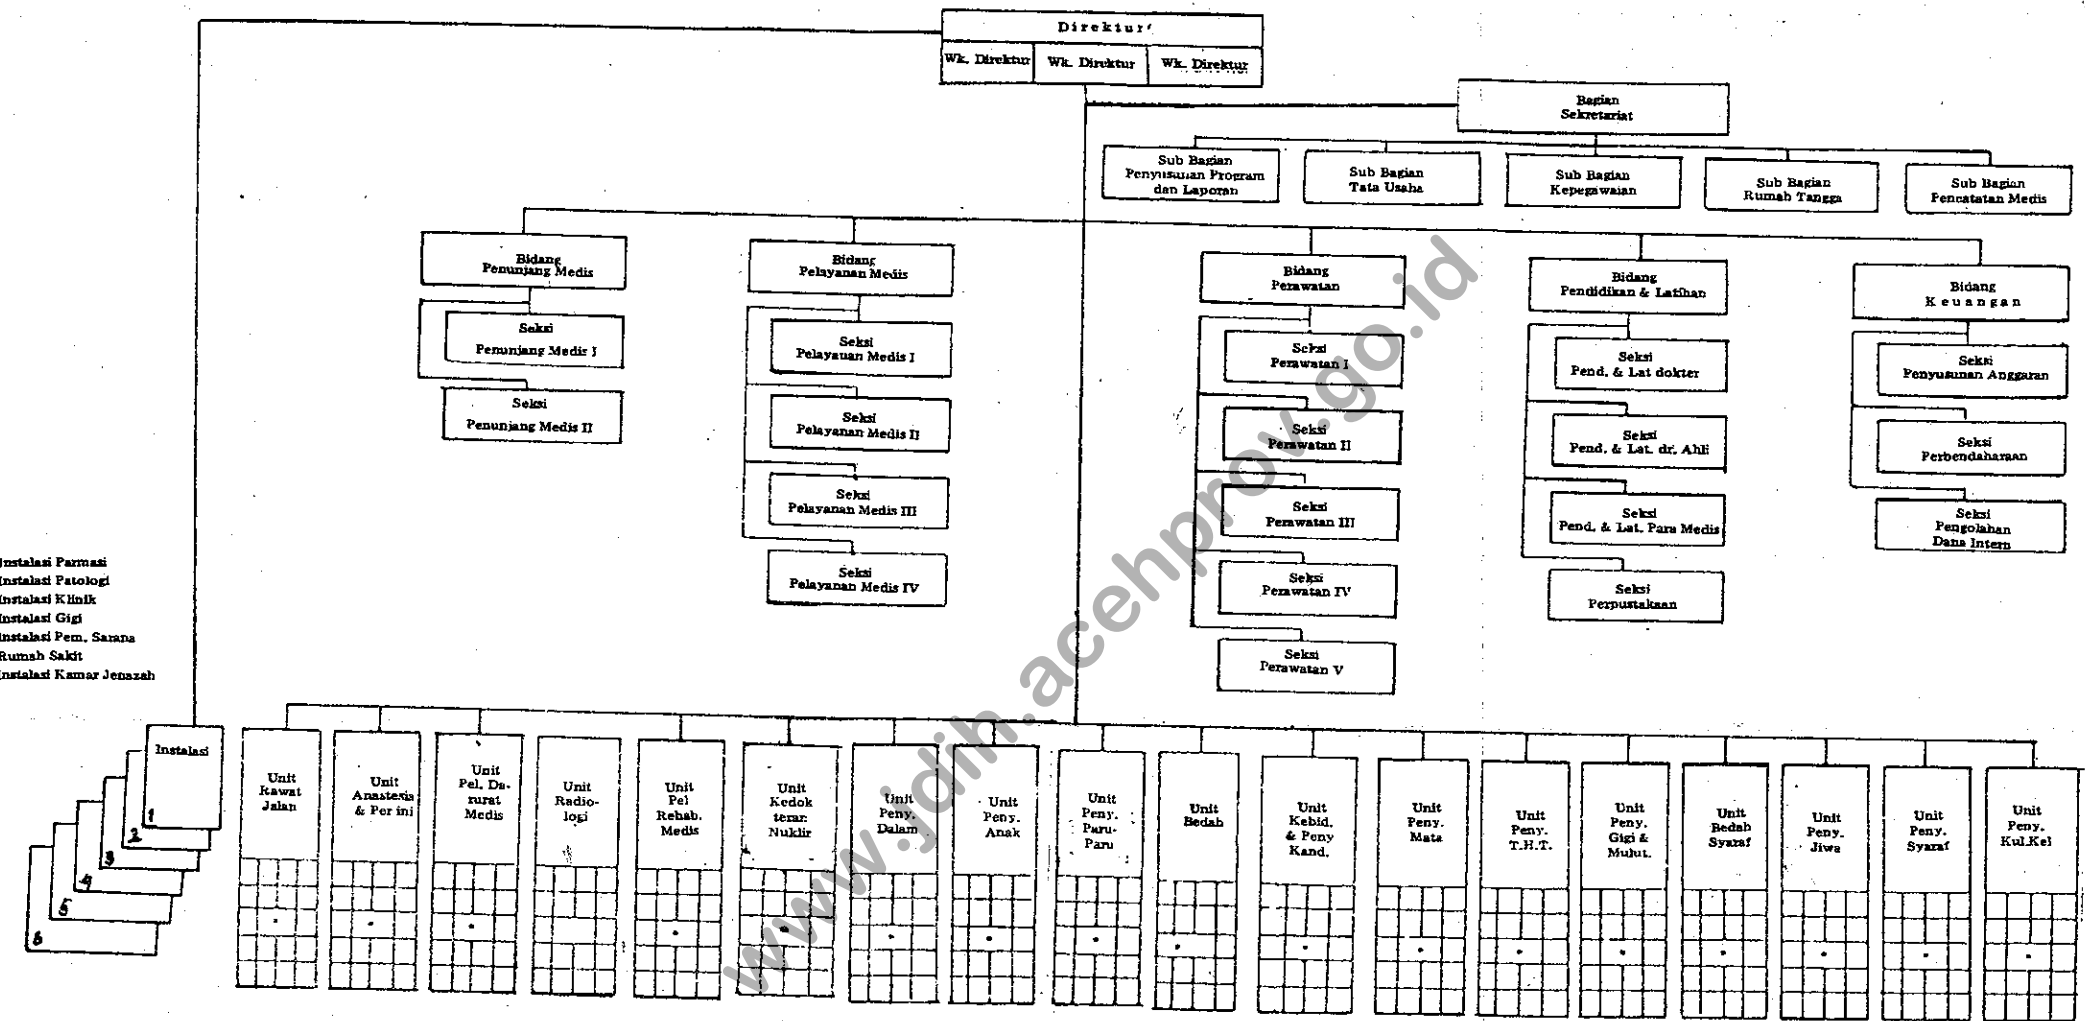 Direktur
Wk. Direktur
Wk. Direktur
Wk. Direktur
Bagian
Sekretariat
Sub Bagian
Penyusunan Program
dan Laporan
Sub Bagian
Tata Usaha
Sub Bagian
Kepegawaian
Sub Bagian
Rumah Tangga
Sub Bagian
Pencatatan Medis
Bidang
Penunjang Medis
Seksi
Penunjang Medis I
Seksi
Penunjang Medis II
Bidang
Pelayanan Medis
Seksi
Pelayanan Medis I
Seksi
Pelayanan Medis II
Seksi
Pelayanan Medis III
Seksi
Pelayanan Medis IV
Bidang
Perawatan
Seksi
Perawatan I
Seksi
Perawatan II
Seksi
Perawatan III
Seksi
Perawatan IV
Seksi
Perawatan V
Bidang
Pendidikan & Latihan
Seksi
Pend. & Lat dokter
Seksi
Pend. & Lat. dr. Ahli
Seksi
Pend. & Lat. Para Medis
Seksi
Perpustakaan
Bidang
Keuangan
Seksi
Penyusunan Anggaran
Seksi
Perbendaharaan
Seksi
Pengolahan
Dana Intern
Instalasi Parmasi
Instalasi Patologi
Instalasi Klinik
Instalasi Gigi
Instalasi Pem. Sarana
Rumah Sakit
Instalasi Kamar Jenazah
Instalasi
1
2
3
4
5
6
Unit
Rawat
Jalan
Unit
Anastesia
& Per ini
Unit
Pel. Da-
rurat
Medis
Unit
Radio-
logi
Unit
Pel
Rehab.
Medis
Unit
Kedok
teran
Nuklir
Unit
Peny.
Dalam
Unit
Peny.
Anak
Unit
Peny.
Paru-
Paru
Unit
Bedah
Unit
Kebid.
& Peny
Kand.
Unit
Peny.
Mata
Unit
Peny.
T.H.T.
Unit
Peny.
Gigi &
Mulut.
Unit
Bedah
Syaraf
Unit
Peny.
Jiwa
Unit
Peny.
Syaraf
Unit
Peny.
Kul.Kel
www.jdih.acehprov.go.id